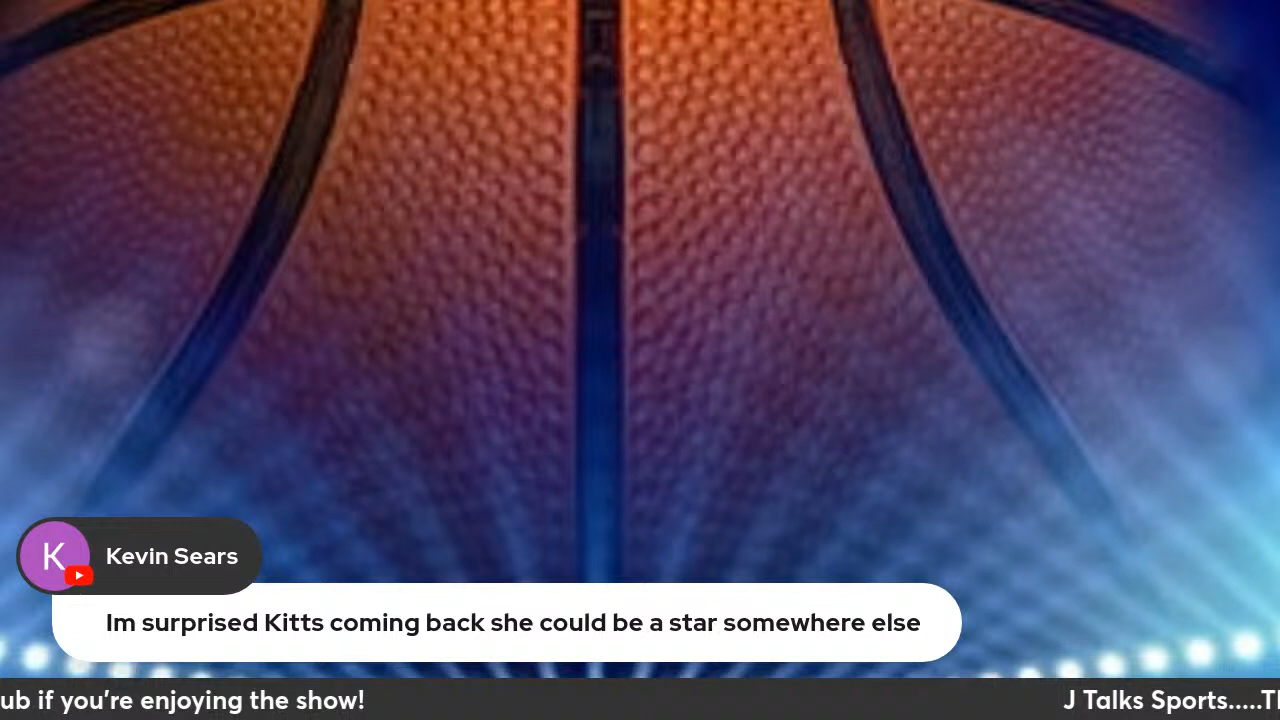 K
Kevin Sears
Im surprised Kitts coming back she could be a star somewhere else
ub if you're enjoying the show!
J Talks Sports.....Th